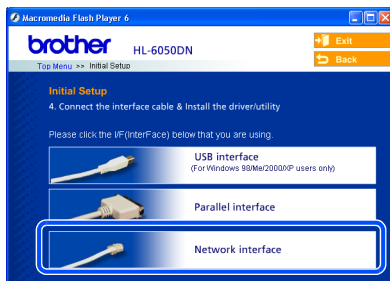 Macromedia Flash Player 6
brother HL-6050DN
Exit
Back
Top Menu >> Initial Setup
Initial Setup
4. Connect the interface cable & Install the driver/utility
Please click the I/F(InterFace) below that you are using.
USB interface
(For Windows 98/Me/2000/XP users only)
Parallel interface
Network interface